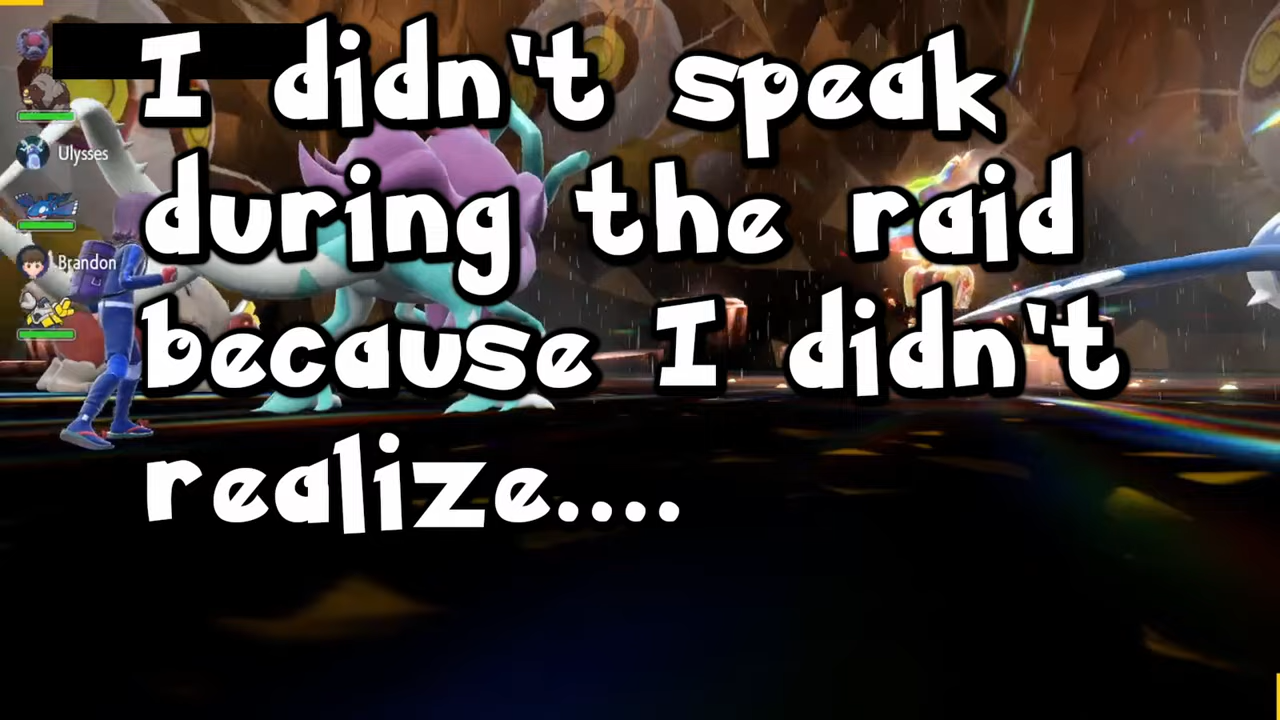 I didn't speak
during the raid
because I didn't
realize....
Ulysses
Brandon